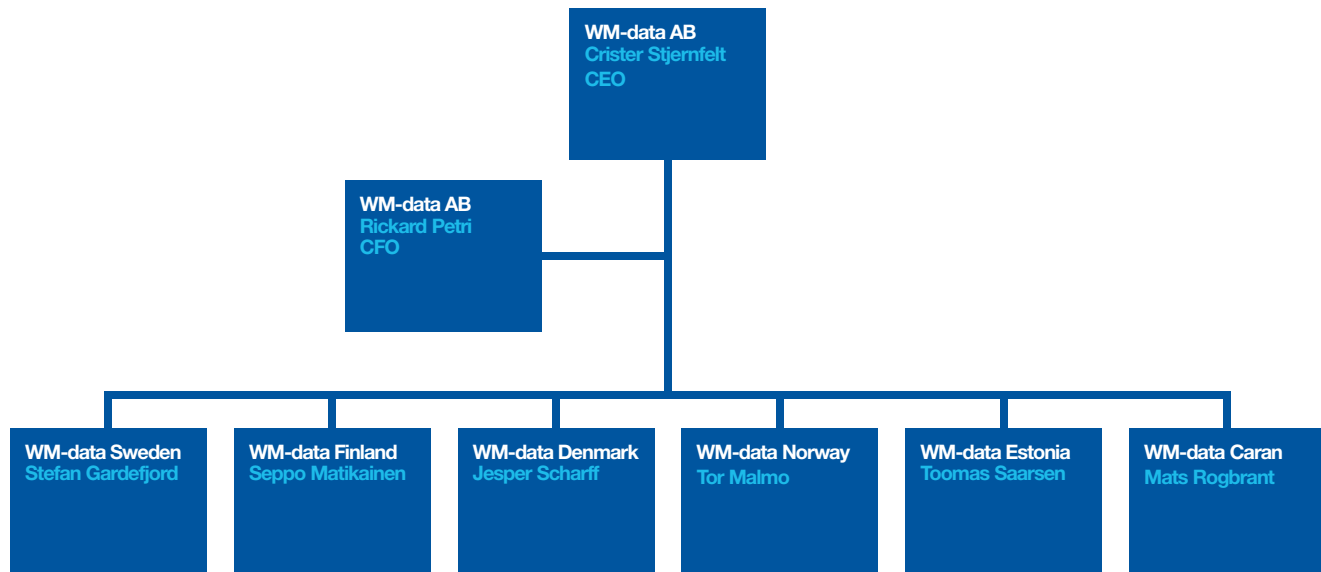 WM-data AB
Crister Stjernfelt
CEO
WM-data AB
Rickard Petri
CFO
WM-data Sweden
Stefan Gardefjord
WM-data Finland
Seppo Matikainen
WM-data Denmark
Jesper Scharff
WM-data Norway
Tor Malmo
WM-data Estonia
Toomas Saarsen
WM-data Caran
Mats Rogbrant